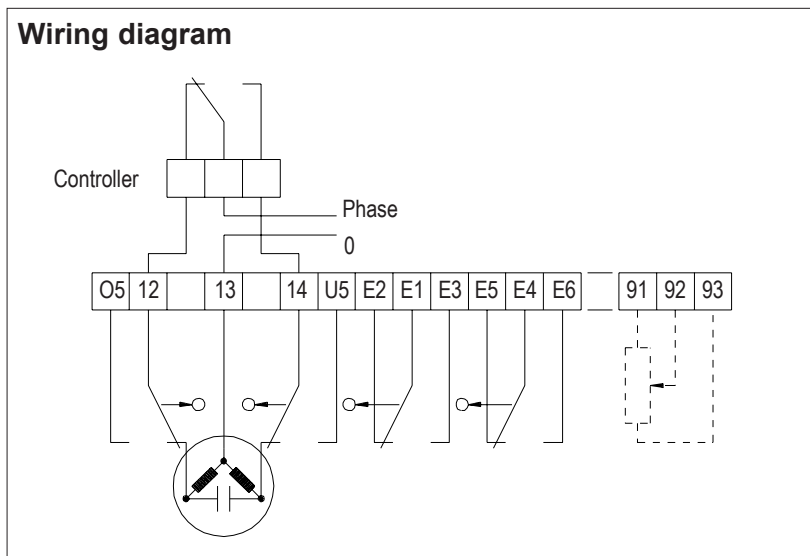 Wiring diagram
Controller
Phase
0
O5 12 13 14 U5 E2 E1 E3 E5 E4 E6 91 92 93